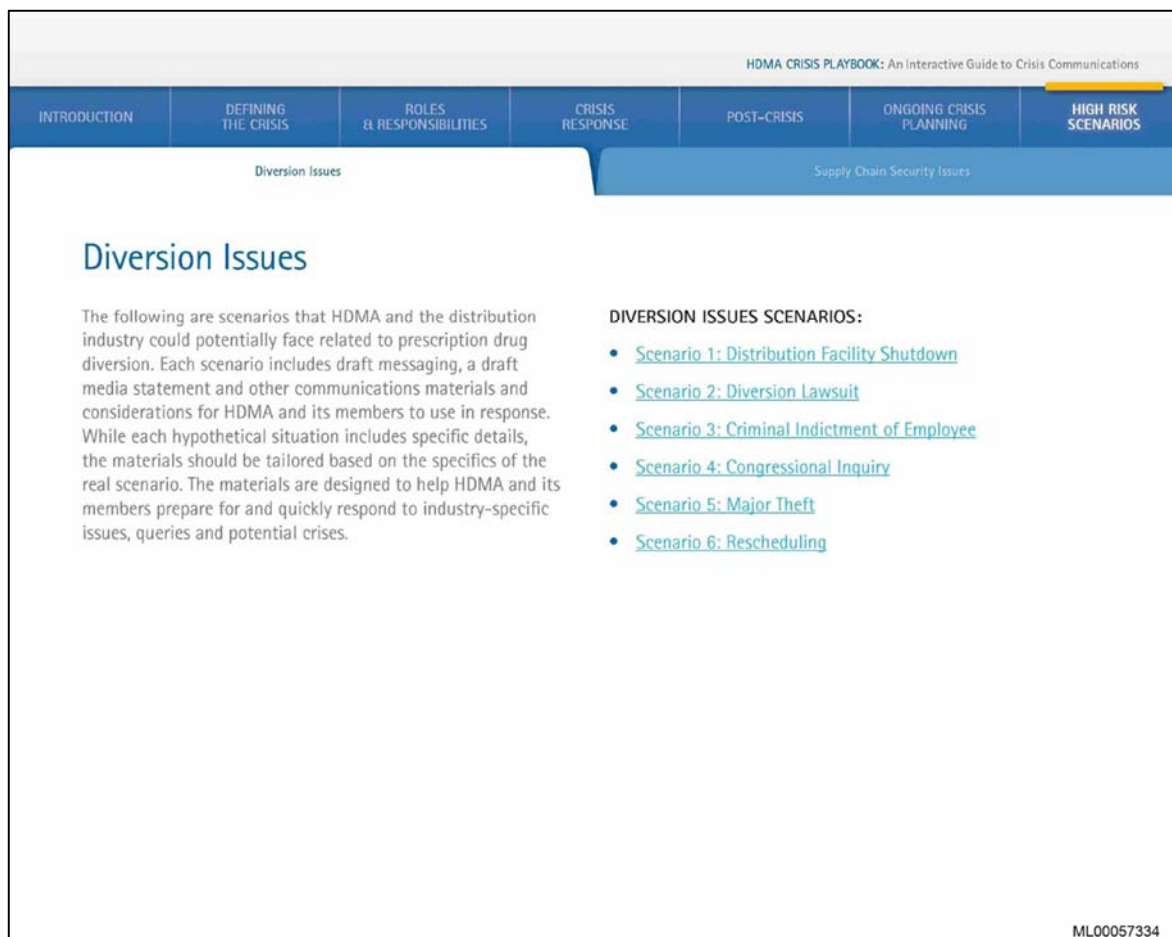 HDMA CRISIS PLAYBOOK: An Interactive Guide to Crisis Communications
INTRODUCTION
DEFINING
THE CRISIS
ROLES
& RESPONSIBILITIES
CRISIS
RESPONSE
POST-CRISIS
ONGOING CRISIS
PLANNING
HIGH RISK
SCENARIOS
Diversion Issues
Supply Chain Security Issues
Diversion Issues
The following are scenarios that HDMA and the distribution
industry could potentially face related to prescription drug
diversion. Each scenario includes draft messaging, a draft
media statement and other communications materials and
considerations for HDMA and its members to use in response.
While each hypothetical situation includes specific details,
the materials should be tailored based on the specifics of the
real scenario. The materials are designed to help HDMA and its
members prepare for and quickly respond to industry-specific
issues, queries and potential crises.
DIVERSION ISSUES SCENARIOS:
• Scenario 1: Distribution Facility Shutdown
• Scenario 2: Diversion Lawsuit
• Scenario 3: Criminal Indictment of Employee
• Scenario 4: Congressional Inquiry
• Scenario 5: Major Theft
• Scenario 6: Rescheduling
ML00057334